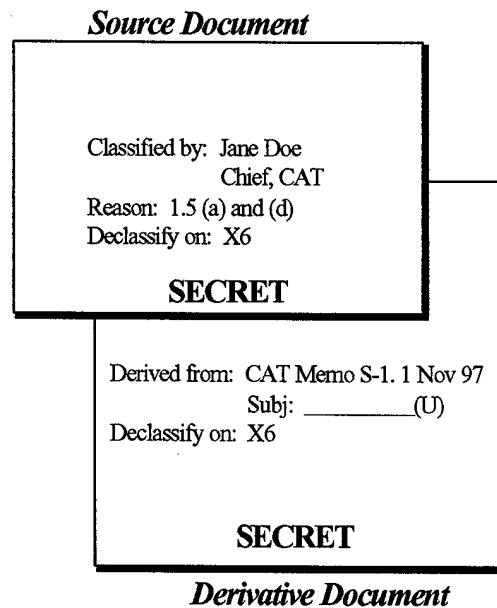 Source Document
Classified by: Jane Doe
Chief, CAT
Reason: 1.5 (a) and (d)
Declassify on: X6
SECRET
Derived from: CAT Memo S-1. 1 Nov 97
Subj: __________(U)
Declassify on: X6
SECRET
Derivative Document